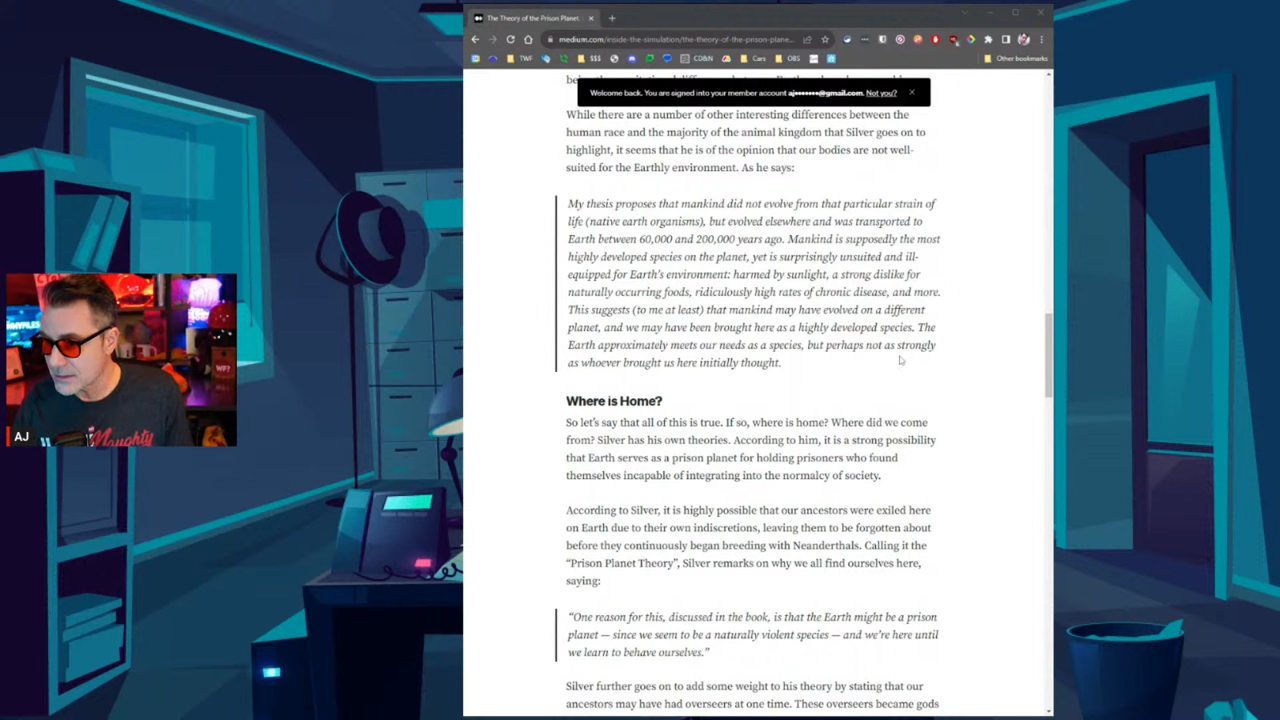 The Theory of the Prison Planet
medium.com/inside-the-simulation/the-theory-of-the-prison-plane...
TWF
$$$
CD&N
Cars
OBS
Other bookmarks
Welcome back. You are signed into your member account aj•••••••@gmail.com. Not you?
While there are a number of other interesting differences between the
human race and the majority of the animal kingdom that Silver goes on to
highlight, it seems that he is of the opinion that our bodies are not well-
suited for the Earthly environment. As he says:
My thesis proposes that mankind did not evolve from that particular strain of
life (native earth organisms), but evolved elsewhere and was transported to
Earth between 60,000 and 200,000 years ago. Mankind is supposedly the most
highly developed species on the planet, yet is surprisingly unsuited and ill-
equipped for Earth's environment: harmed by sunlight, a strong dislike for
naturally occurring foods, ridiculously high rates of chronic disease, and more.
This suggests (to me at least) that mankind may have evolved on a different
planet, and we may have been brought here as a highly developed species. The
Earth approximately meets our needs as a species, but perhaps not as strongly
as whoever brought us here initially thought.
Where is Home?
So let's say that all of this is true. If so, where is home? Where did we come
from? Silver has his own theories. According to him, it is a strong possibility
that Earth serves as a prison planet for holding prisoners who found
themselves incapable of integrating into the normalcy of society.
According to Silver, it is highly possible that our ancestors were exiled here
on Earth due to their own indiscretions, leaving them to be forgotten about
before they continuously began breeding with Neanderthals. Calling it the
"Prison Planet Theory", Silver remarks on why we all find ourselves here,
saying:
"One reason for this, discussed in the book, is that the Earth might be a prison
planet — since we seem to be a naturally violent species — and we're here until
we learn to behave ourselves."
Silver further goes on to add some weight to his theory by stating that our
ancestors may have had overseers at one time. These overseers became gods
AJ
WF?
Naughty